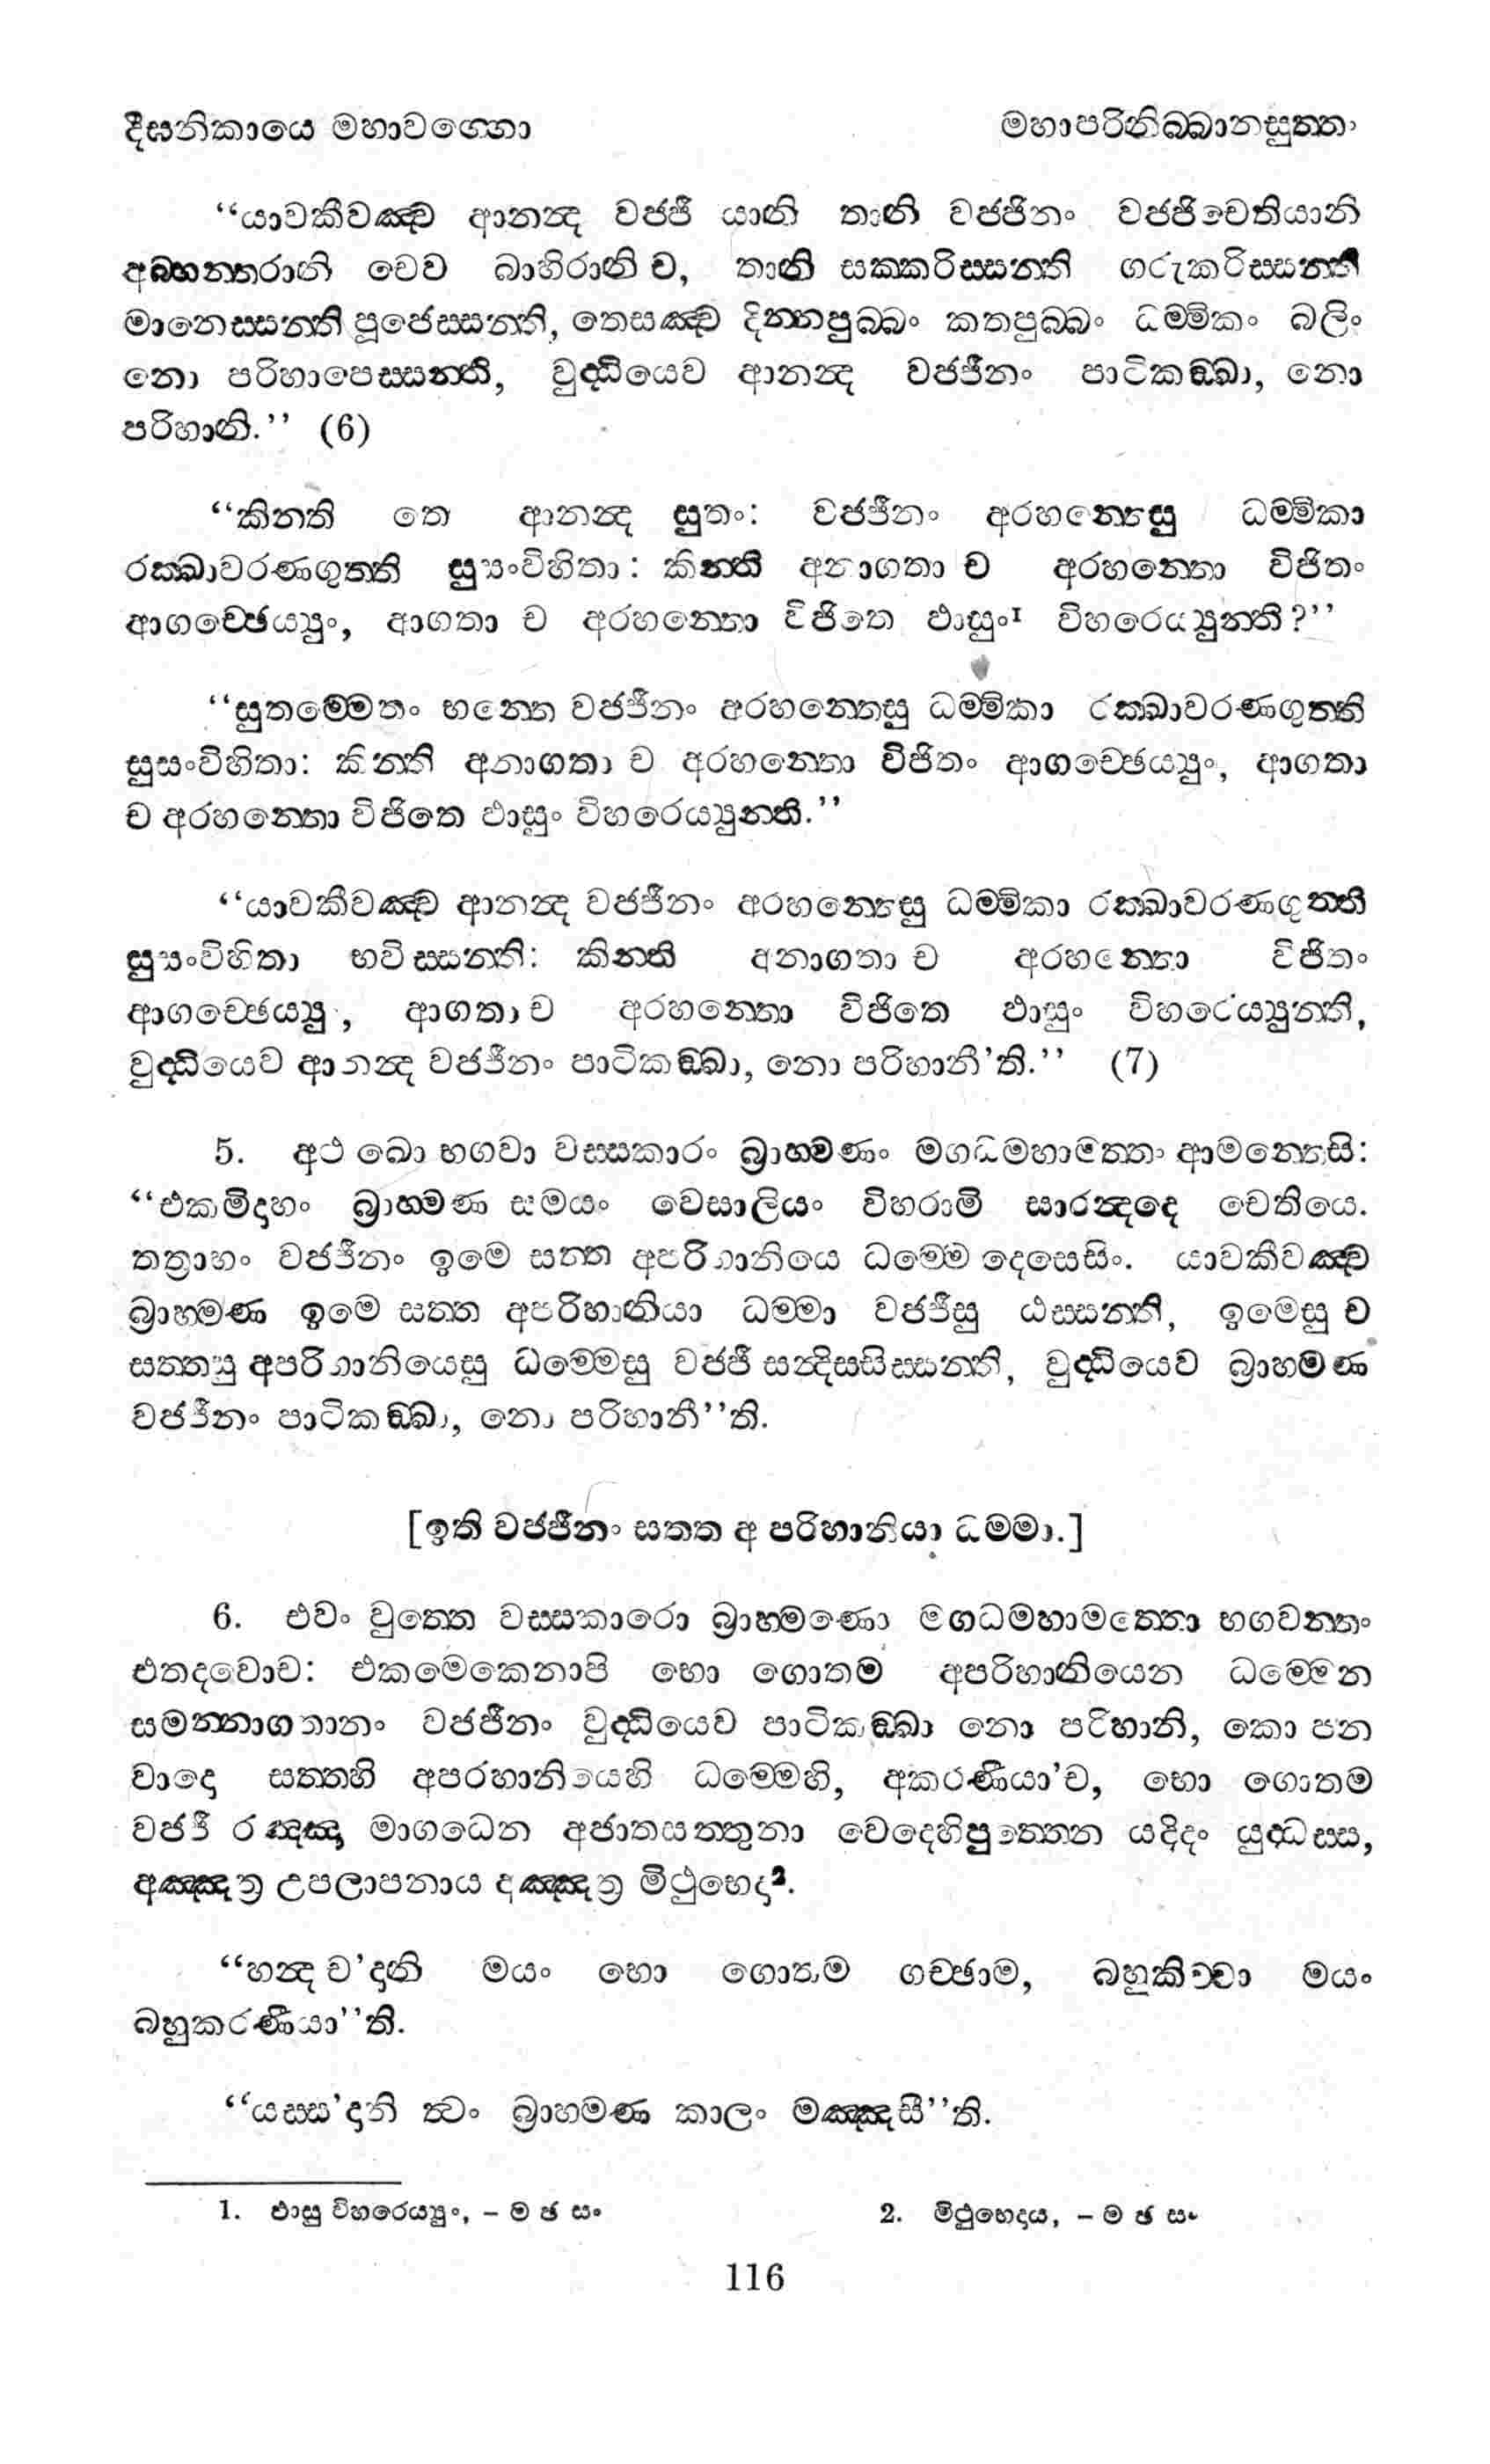 දීඝනිකායෙ මහාවග්ගො
මහාපරිනිබ්බානසුත්තං
“යාවකීවඤ්ච ආනන්ද වජ්ජී යානි තානි වජ්ජිනං වජ්ජිචෙතියානි
අබ්භන්තරානි චෙව බාහිරානි ච, තානි සක්කරිස්සන්ති ගරුකරිස්සන්ති
මානෙස්සන්ති පූජෙස්සන්ති, තෙසඤ්ච දින්නපුබ්බං කතපුබ්බං ධම්මිකං බලිං
නො පරිහාපෙස්සන්ති, වුද්ධියෙව ආනන්ද වජ්ජීනං පාටිකඞ්ඛා, නො
පරිහානි.” (6)
“කින්ති තෙ ආනන්ද සුතං: වජ්ජීනං අරහන්තෙසු ධම්මිකා
රක්ඛාවරණගුත්ති සුසංවිහිතා: කින්ති අනාගතා ච අරහන්තො විජිතං
ආගච්ඡෙය්‍යුං, ආගතා ච අරහන්තො විජිතෙ ඵාසුං1 විහරෙය්‍යුන්ති?”
“සුතම්මෙතං භන්තෙ වජ්ජීනං අරහන්තෙසු ධම්මිකා රක්ඛාවරණගුත්ති
සුසංවිහිතා: කින්ති අනාගතා ච අරහන්තො විජිතං ආගච්ඡෙය්‍යුං, ආගතා
ච අරහන්තො විජිතෙ ඵාසුං විහරෙය්‍යුන්ති.”
“යාවකීවඤ්ච ආනන්ද වජ්ජීනං අරහන්තෙසු ධම්මිකා රක්ඛාවරණගුත්ති
සුසංවිහිතා භවිස්සන්ති: කින්ති අනාගතා ච අරහන්තො විජිතං
ආගච්ඡෙය්‍යුං, ආගතා ච අරහන්තො විජිතෙ ඵාසුං විහරෙය්‍යුන්ති,
වුද්ධියෙව ආනන්ද වජ්ජීනං පාටිකඞ්ඛා, නො පරිහානී’ති.” (7)
5. අථ ඛො භගවා වස්සකාරං බ්‍රාහ්මණං මගධමහාමත්තං ආමන්තෙසි:
“එකමිදාහං බ්‍රාහ්මණ සමයං වෙසාලියං විහරාමි සාරන්දදෙ චෙතියෙ.
තත්‍රාහං වජ්ජීනං ඉමෙ සත්ත අපරිහානියෙ ධම්මෙ දෙසෙසිං. යාවකීවඤ්ච
බ්‍රාහ්මණ ඉමෙ සත්ත අපරිහානියා ධම්මා වජ්ජීසු ඨස්සන්ති, ඉමෙසු ච
සත්තසු අපරිහානියෙසු ධම්මෙසු වජ්ජී සන්දිස්සිස්සන්ති, වුද්ධියෙව බ්‍රාහ්මණ
වජ්ජීනං පාටිකඞ්ඛා, නො පරිහානී”ති.
[ඉති වජ්ජීනං සත්ත අ පරිහානියා ධම්මා.]
6. එවං වුත්තෙ වස්සකාරො බ්‍රාහ්මණො මගධමහාමත්තො භගවන්තං
එතදවොච: එකමෙකෙනාපි භො ගොතම අපරිහානියෙන ධම්මෙන
සමන්නාගතානං වජ්ජීනං වුද්ධියෙව පාටිකඞ්ඛා නො පරිහානි, කො පන
වාදො සත්තහි අපරහානියෙහි ධම්මෙහි, අකරණීයා’ච, භො ගොතම
වජ්ජී රඤ්ඤා මාගධෙන අජාතසත්තුනා වෙදෙහිපුත්තෙන යදිදං යුද්ධස්ස,
අඤ්ඤත්‍ර උපලාපනාය අඤ්ඤත්‍ර මිථුභෙදා2.
“හන්ද ච’දානි මයං භො ගොතම ගච්ඡාම, බහුකිච්චා මයං
බහුකරණීයා”ති.
“යස්ස’දානි ත්වං බ්‍රාහ්මණ කාලං මඤ්ඤසී”ති.
1. ඵාසු විහරෙය්‍යුං, – ම ඡ සං
2. මිථුභෙදාය, – ම ඡ සං
116